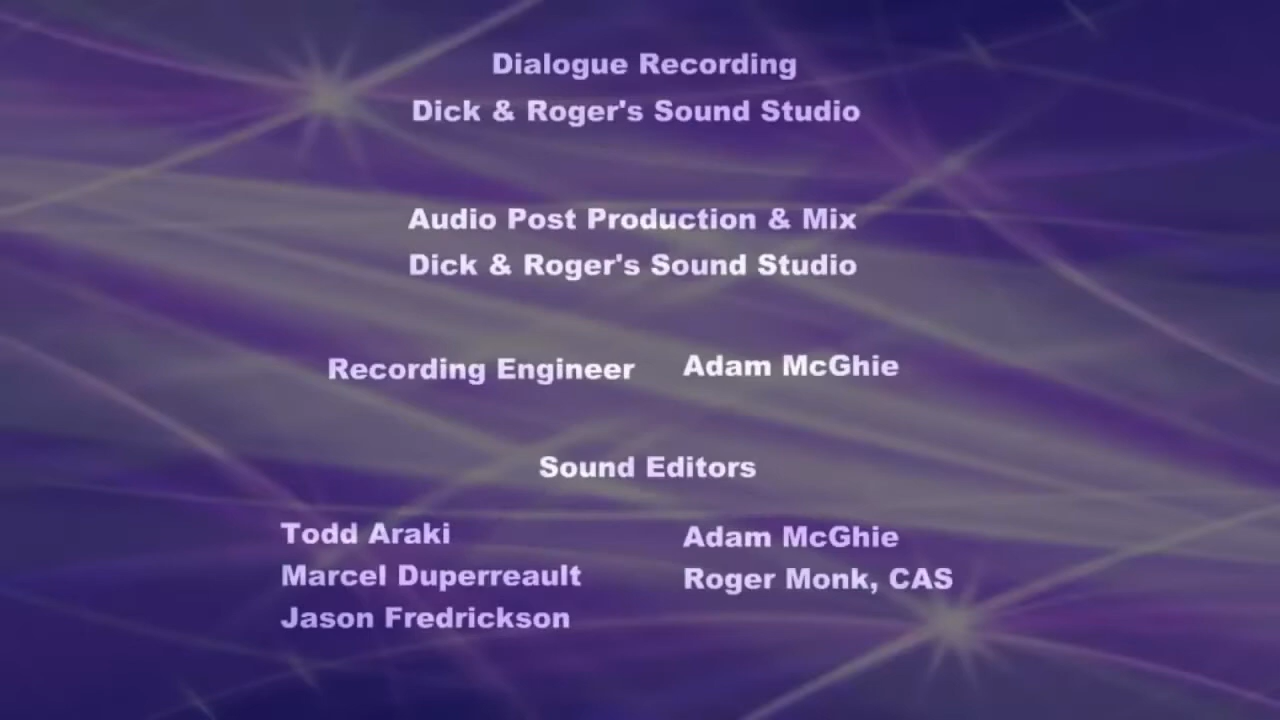 Dialogue Recording
Dick & Roger's Sound Studio
Audio Post Production & Mix
Dick & Roger's Sound Studio
Recording Engineer Adam McGhie
Sound Editors
Todd Araki Adam McGhie
Marcel Duperreault Roger Monk, CAS
Jason Fredrickson